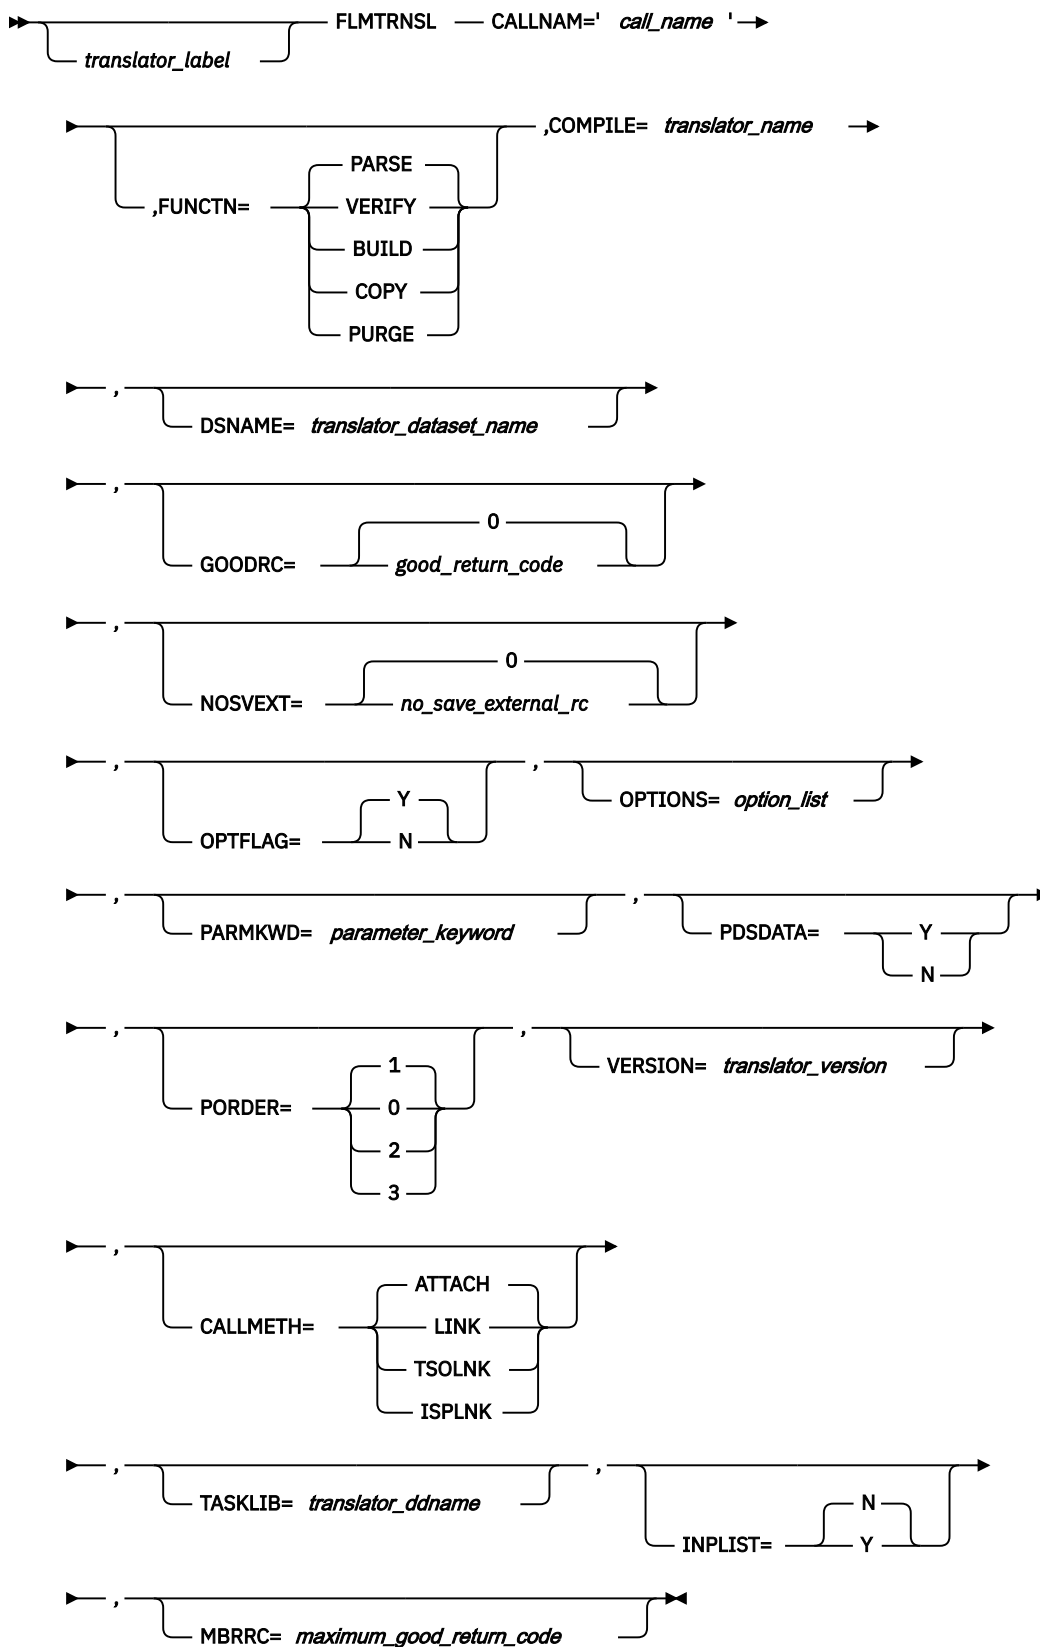 FLMTRNSL CALLNAM=' call_name '
translator_label
,COMPILE= translator_name
PARSE
,FUNCTN= VERIFY
BUILD
COPY
PURGE
,
DSNAME= translator_dataset_name
,
0
GOODRC= good_return_code
,
0
NOSVEXT= no_save_external_rc
, ,
Y OPTIONS= option_list
OPTFLAG= N
, ,
PARMKWD= parameter_keyword PDSDATA= Y
N
, ,
1 VERSION= translator_version
PORDER= 0
2
3
,
ATTACH
CALLMETH= LINK
TSOLNK
ISPLNK
, ,
TASKLIB= translator_ddname N
INPLIST= Y
,
MBRRC= maximum_good_return_code